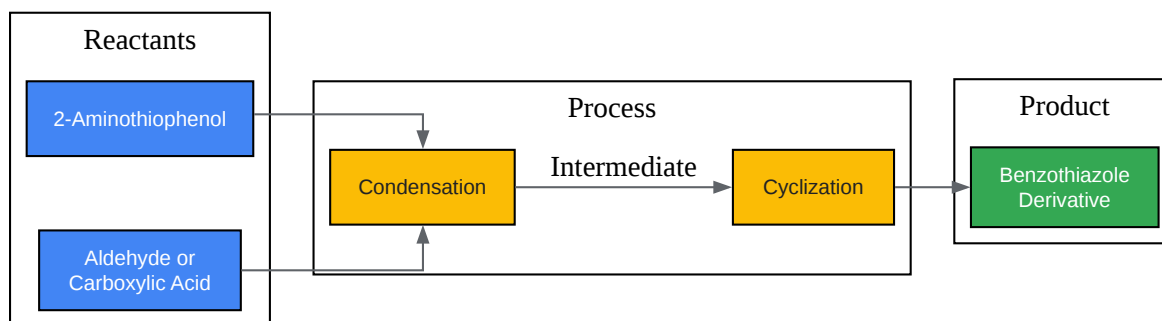 Reactants
2-Aminothiophenol
Aldehyde or
Carboxylic Acid
Process
Condensation
Intermediate
Cyclization
Product
Benzothiazole
Derivative